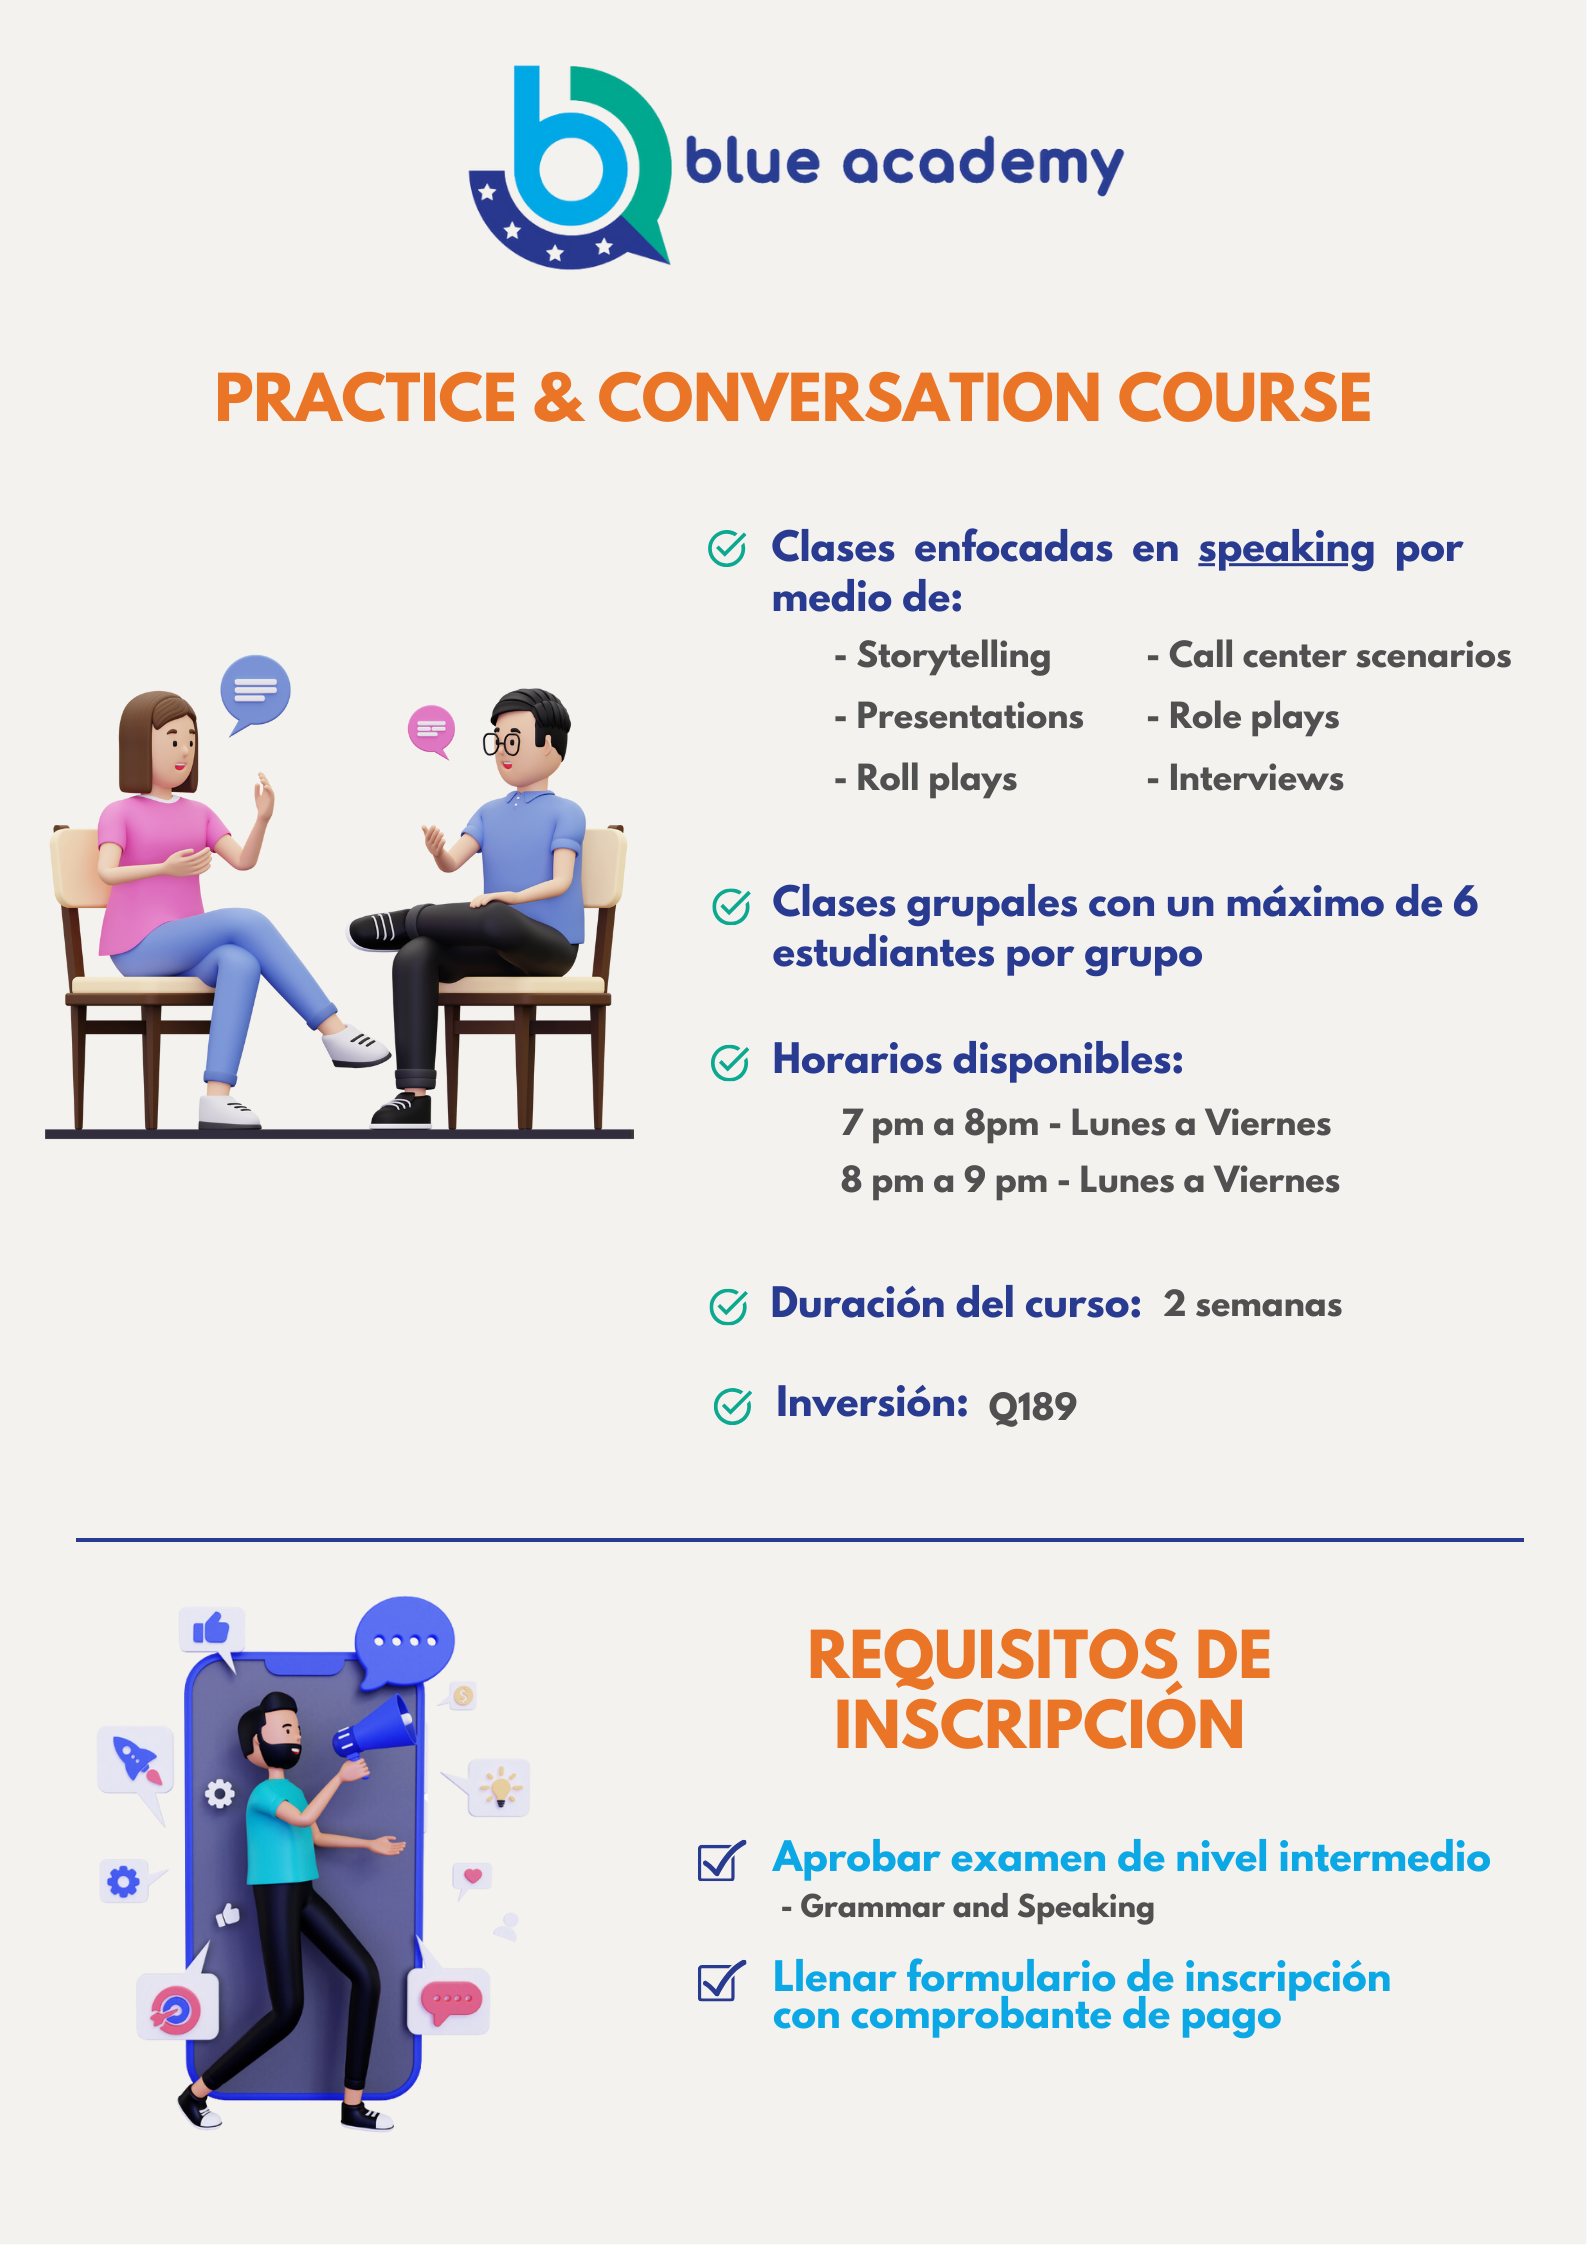 blue academy
PRACTICE & CONVERSATION COURSE
Clases enfocadas en speaking por
medio de:
- Storytelling
- Call center scenarios
- Presentations
- Role plays
- Roll plays
- Interviews
Clases grupales con un máximo de 6
estudiantes por grupo
Horarios disponibles:
7 pm a 8pm - Lunes a Viernes
8 pm a 9 pm - Lunes a Viernes
Duración del curso: 2 semanas
Inversión: Q189
REQUISITOS DE
INSCRIPCIÓN
Aprobar examen de nivel intermedio
- Grammar and Speaking
Llenar formulario de inscripción
con comprobante de pago